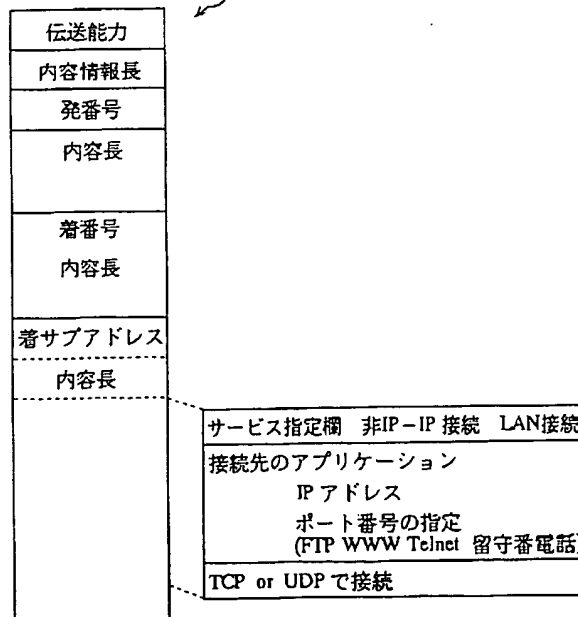 伝送能力
内容情報長
発番号
内容長
着番号
内容長
着サブアドレス
内容長
サービス指定欄 非IP－IP 接続 LAN接続
接続先のアプリケーション
IP アドレス
ポート番号の指定
(FTP WWW Telnet 留守番電話)
TCP or UDP で接続